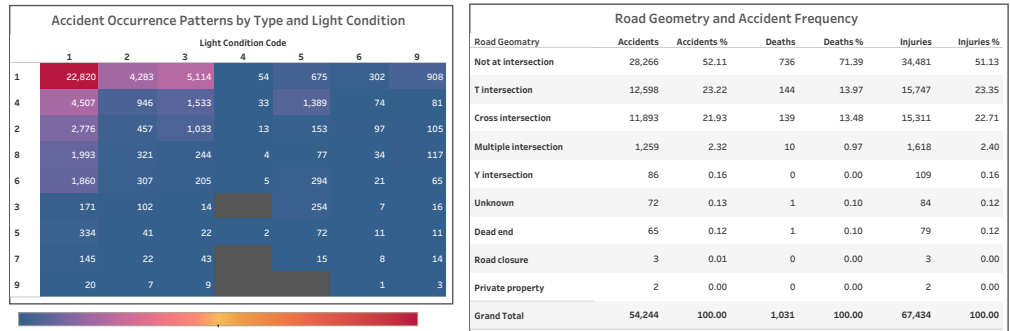 Accident Occurrence Patterns by Type and Light Condition
Light Condition Code
1 2 3 4 5 6 9
1 22,820 4,283 5,114 54 675 302 908
4 4,507 946 1,533 33 1,389 74 81
2 2,776 457 1,033 13 153 97 105
8 1,993 321 244 4 77 34 117
6 1,860 307 205 5 294 21 65
3 171 102 14 254 7 16
5 334 41 22 2 72 11 11
7 145 22 43 15 8 14
9 20 7 9 1 3
Road Geometry and Accident Frequency
Road Geomatry Accidents Accidents % Deaths Deaths % Injuries Injuries %
Not at intersection 28,266 52.11 736 71.39 34,481 51.13
T intersection 12,598 23.22 144 13.97 15,747 23.35
Cross intersection 11,893 21.93 139 13.48 15,311 22.71
Multiple intersection 1,259 2.32 10 0.97 1,618 2.40
Y intersection 86 0.16 0 0.00 109 0.16
Unknown 72 0.13 1 0.10 84 0.12
Dead end 65 0.12 1 0.10 79 0.12
Road closure 3 0.01 0 0.00 3 0.00
Private property 2 0.00 0 0.00 2 0.00
Grand Total 54,244 100.00 1,031 100.00 67,434 100.00